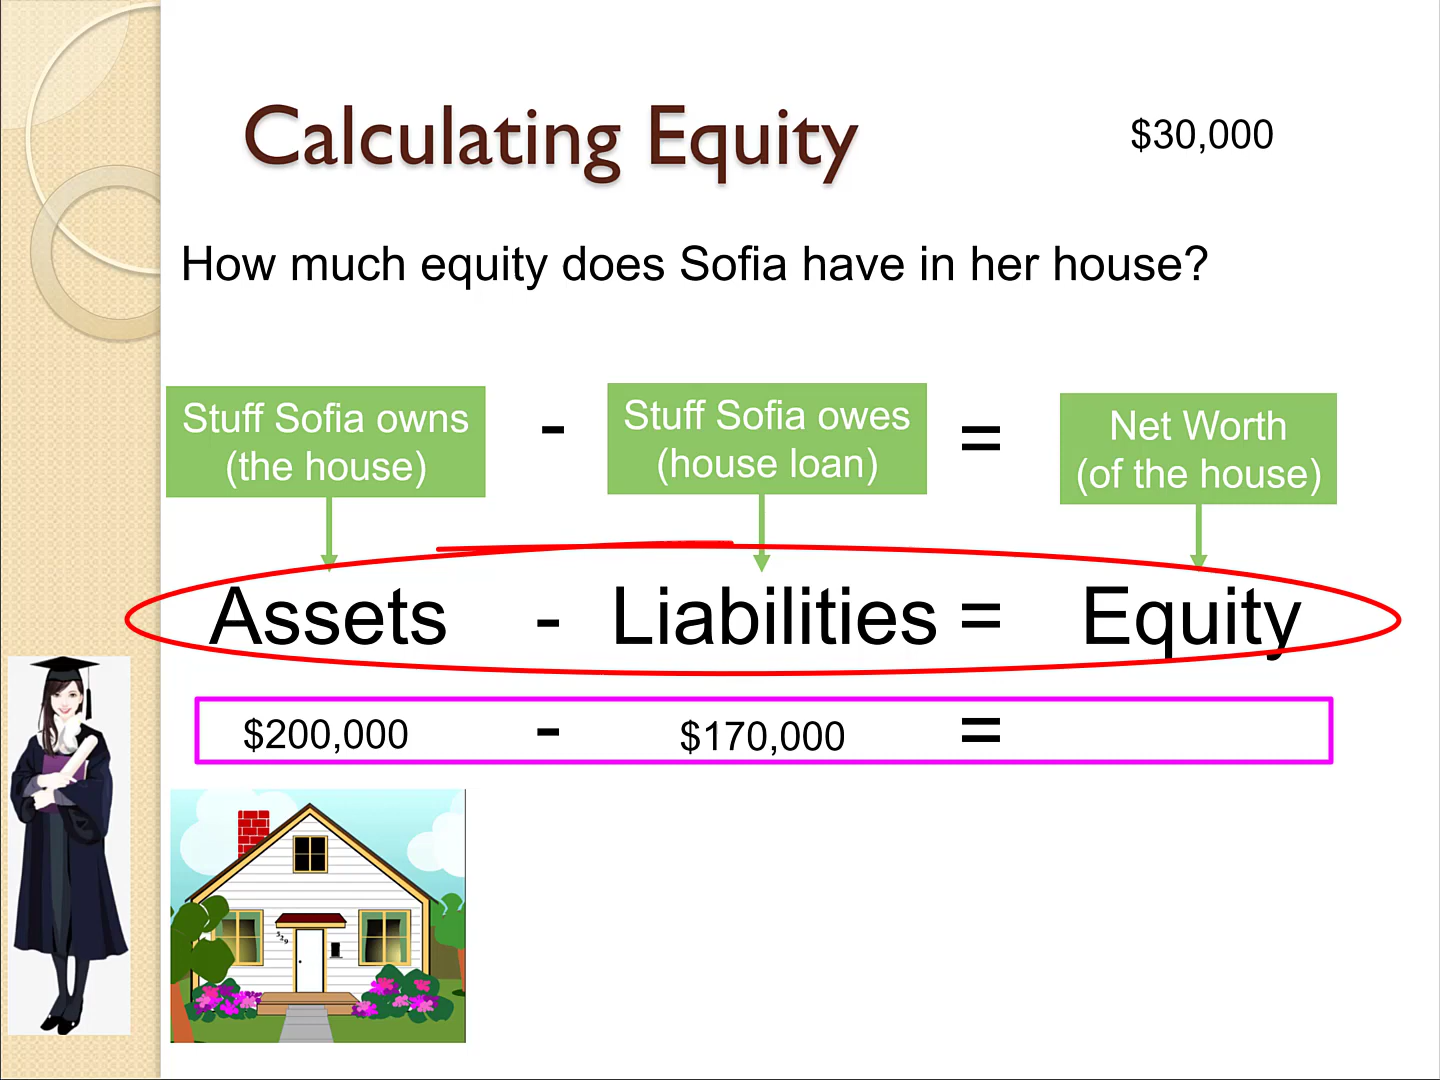 Calculating Equity
$30,000
How much equity does Sofia have in her house?
Stuff Sofia owns
(the house)
-
Stuff Sofia owes
(house loan)
=
Net Worth
(of the house)
Assets - Liabilities = Equity
$200,000 - $170,000 =
529